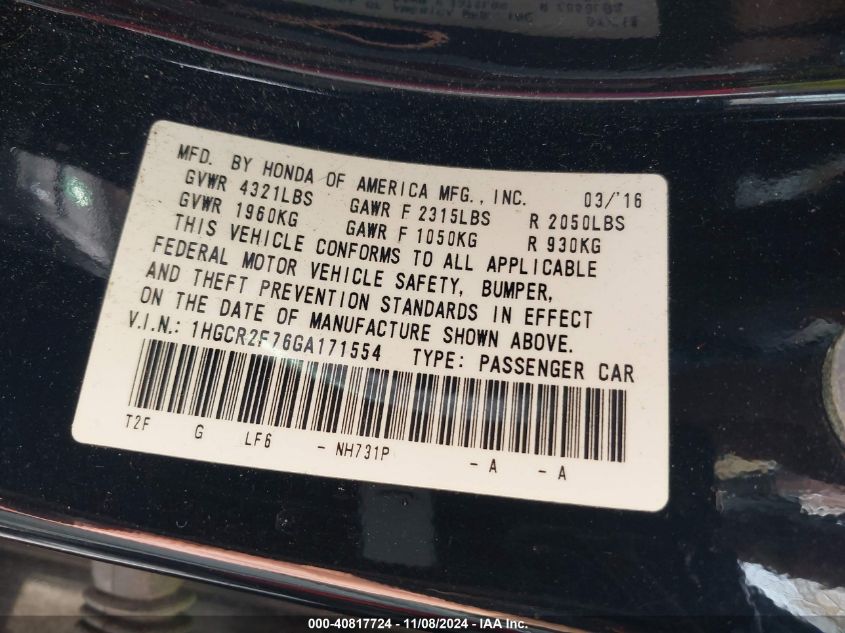 MFD. BY HONDA OF AMERICA MFG., INC. 03/'16
GVWR 4321LBS GAWR F 2315LBS R 2050LBS
GVWR 1960KG GAWR F 1050KG R 930KG
THIS VEHICLE CONFORMS TO ALL APPLICABLE
FEDERAL MOTOR VEHICLE SAFETY, BUMPER,
AND THEFT PREVENTION STANDARDS IN EFFECT
ON THE DATE OF MANUFACTURE SHOWN ABOVE.
V.I.N.: 1HGCR2F76GA171554 TYPE: PASSENGER CAR
T2F G LF6 - NH731P - A - A
000-40817724 - 11/08/2024 - IAA Inc.